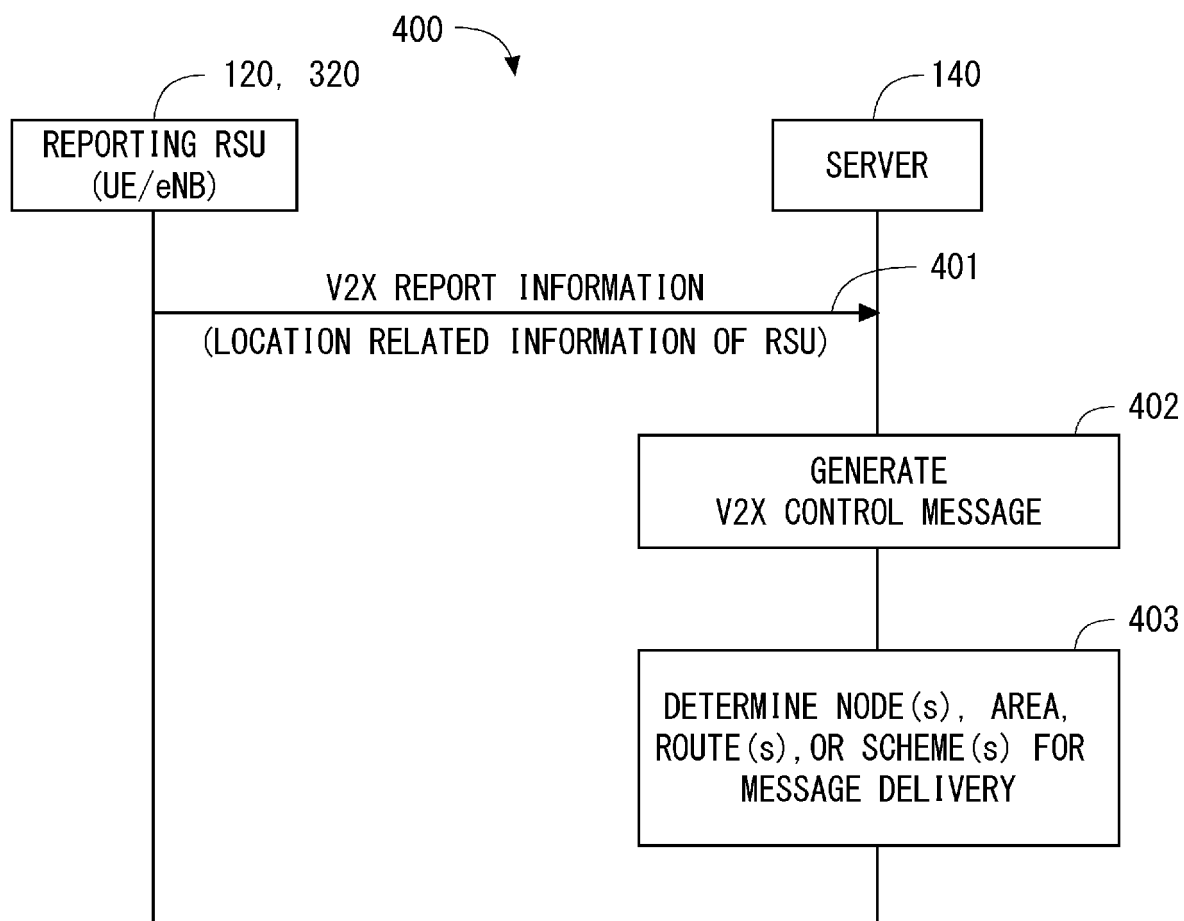 400
120, 320
140
REPORTING RSU
(UE/eNB)
SERVER
401
V2X REPORT INFORMATION
(LOCATION RELATED INFORMATION OF RSU)
402
GENERATE
V2X CONTROL MESSAGE
403
DETERMINE NODE(s), AREA,
ROUTE(s), OR SCHEME(s) FOR
MESSAGE DELIVERY